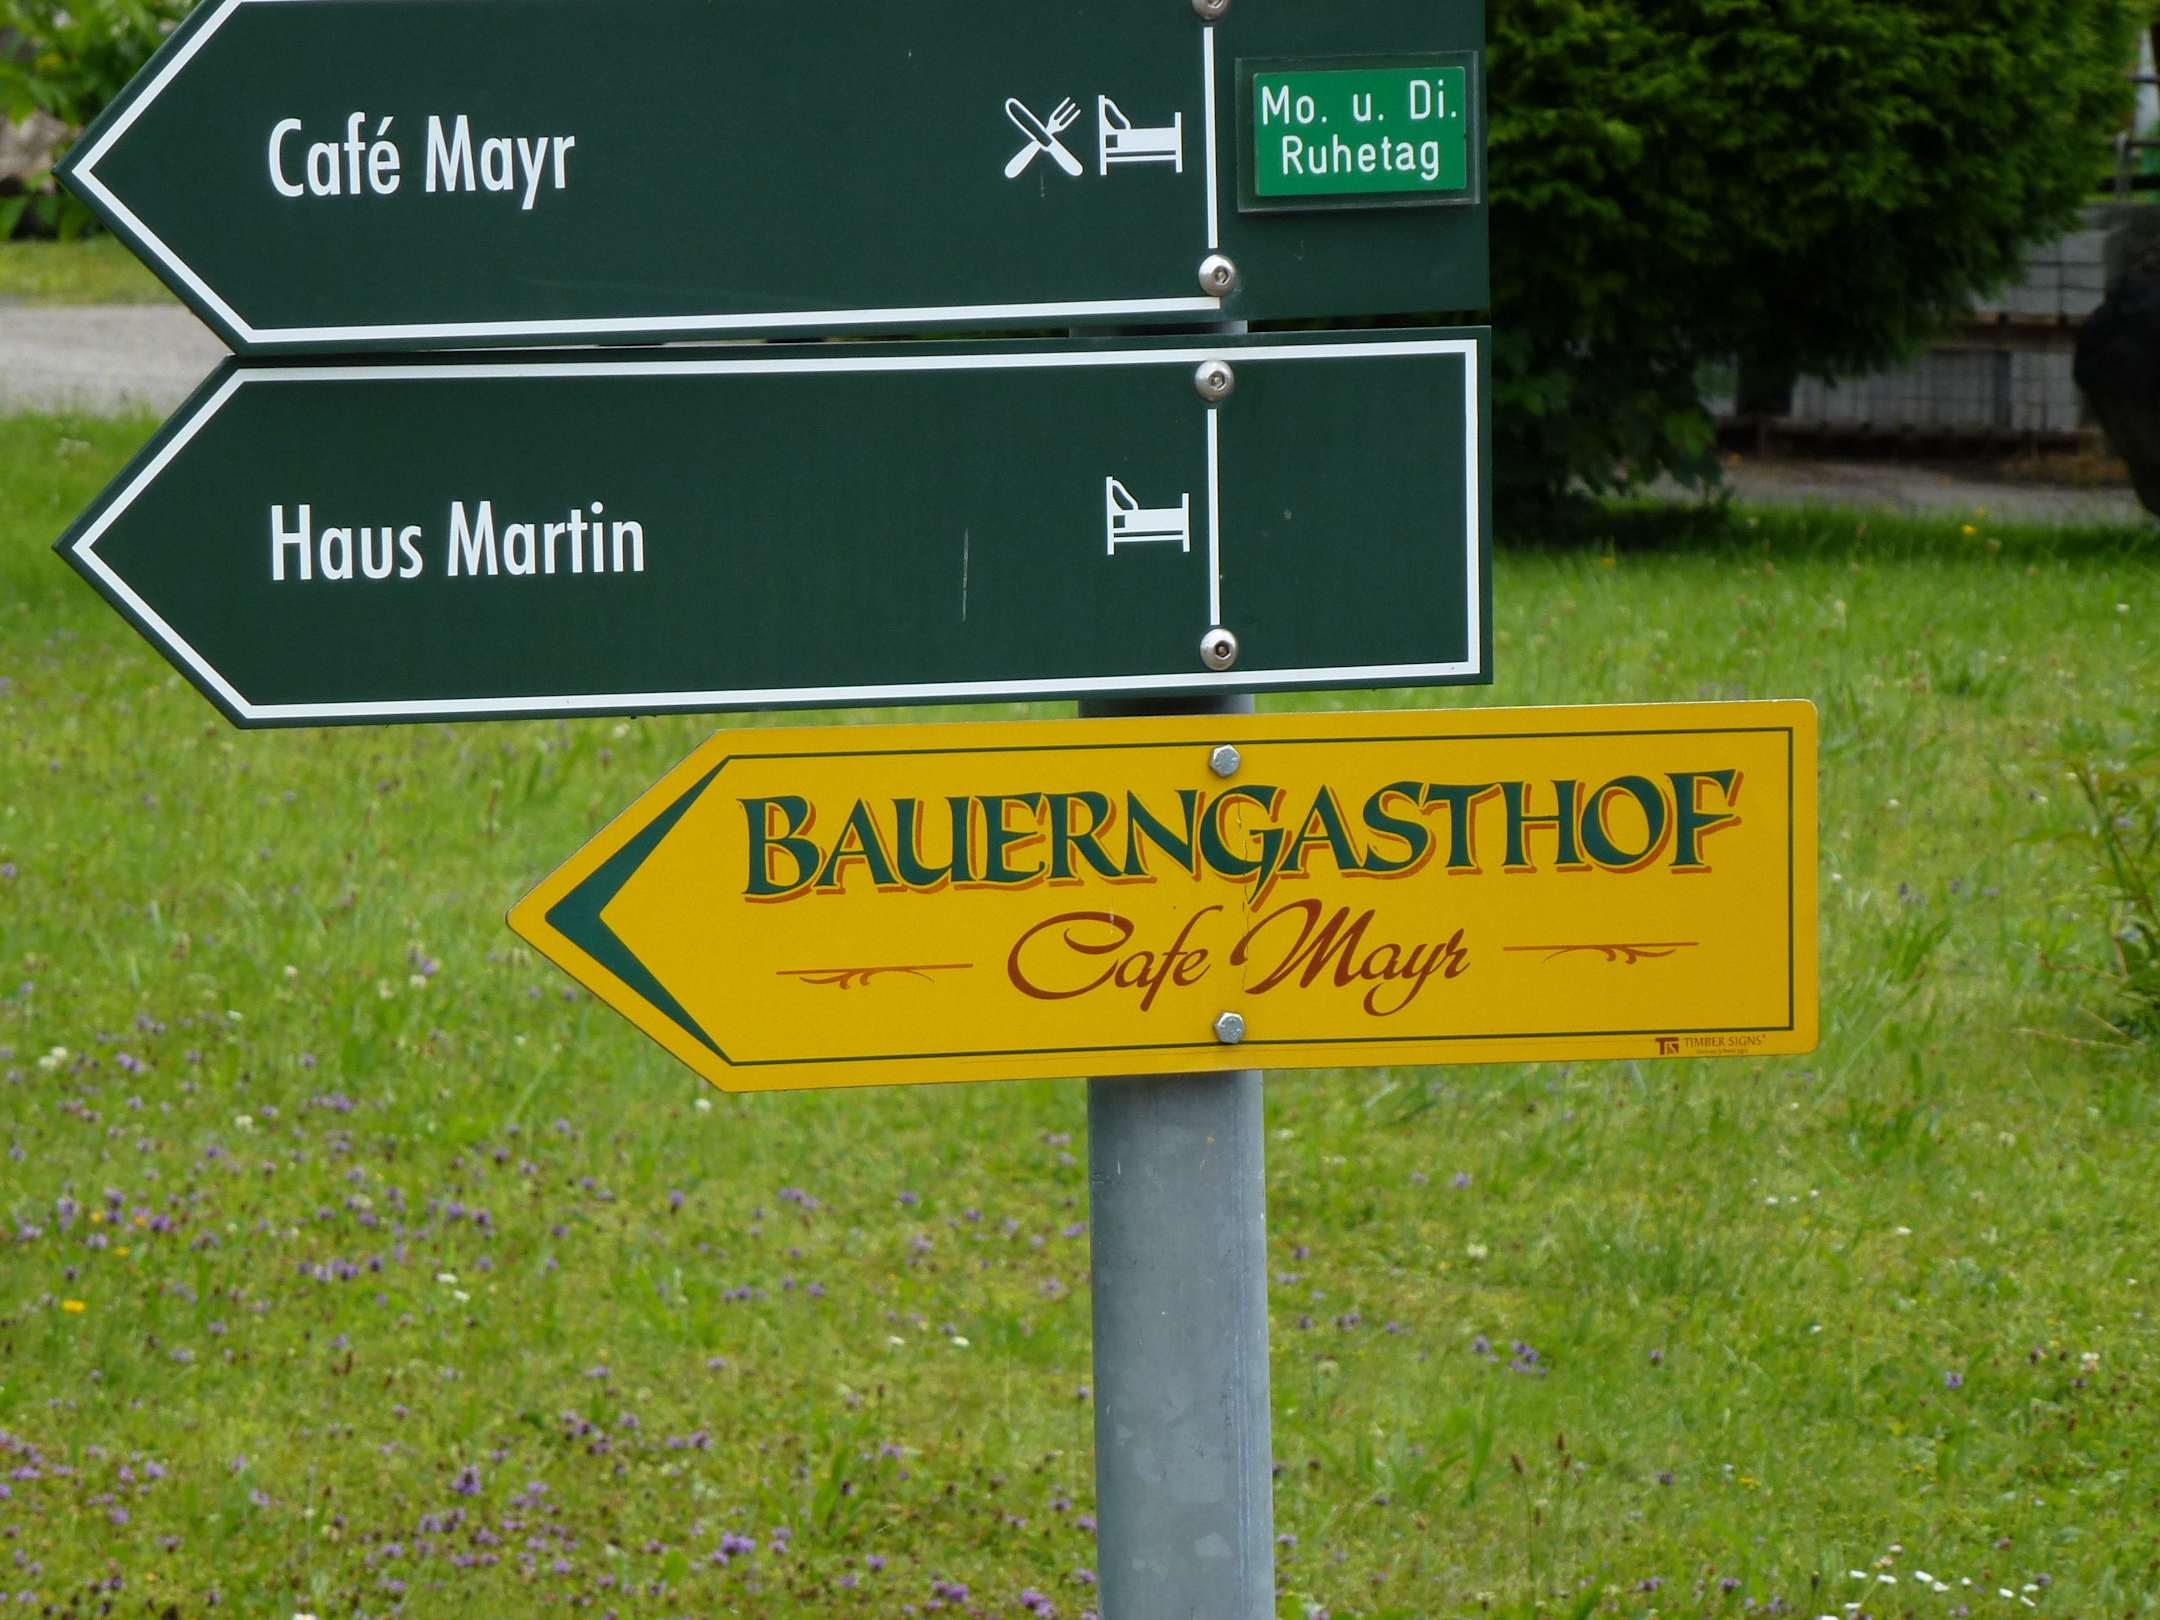 Café Mayr
Mo. u. Di.
Ruhetag
Haus Martin
BAUERNGASTHOF
Cafe Mayr
TIMBER SIGNS